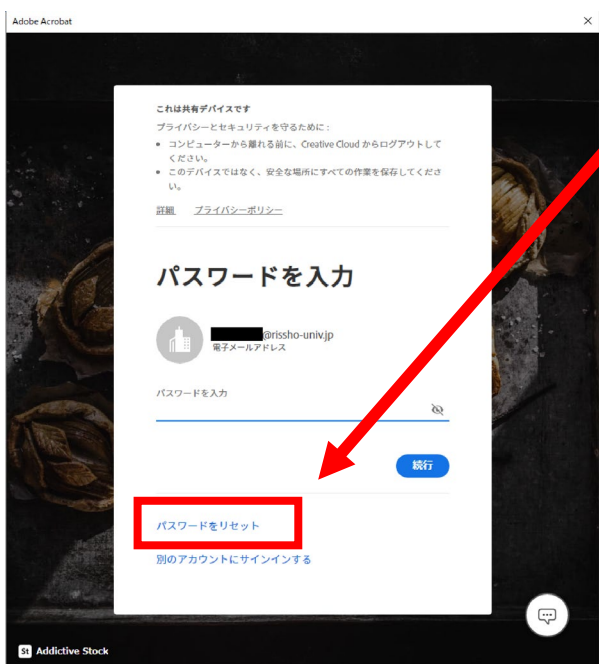 Adobe Acrobat
これは共有デバイスです
プライバシーとセキュリティを守るために :
コンピューターから離れる前に、Creative Cloud からログアウトして
ください。
このデバイスではなく、安全な場所にすべての作業を保存してくださ
い。
詳細 プライバシーポリシー
パスワードを入力
@rissho-univ.jp
電子メールアドレス
パスワードを入力
続行
パスワードをリセット
別のアカウントにサインインする
St Addictive Stock